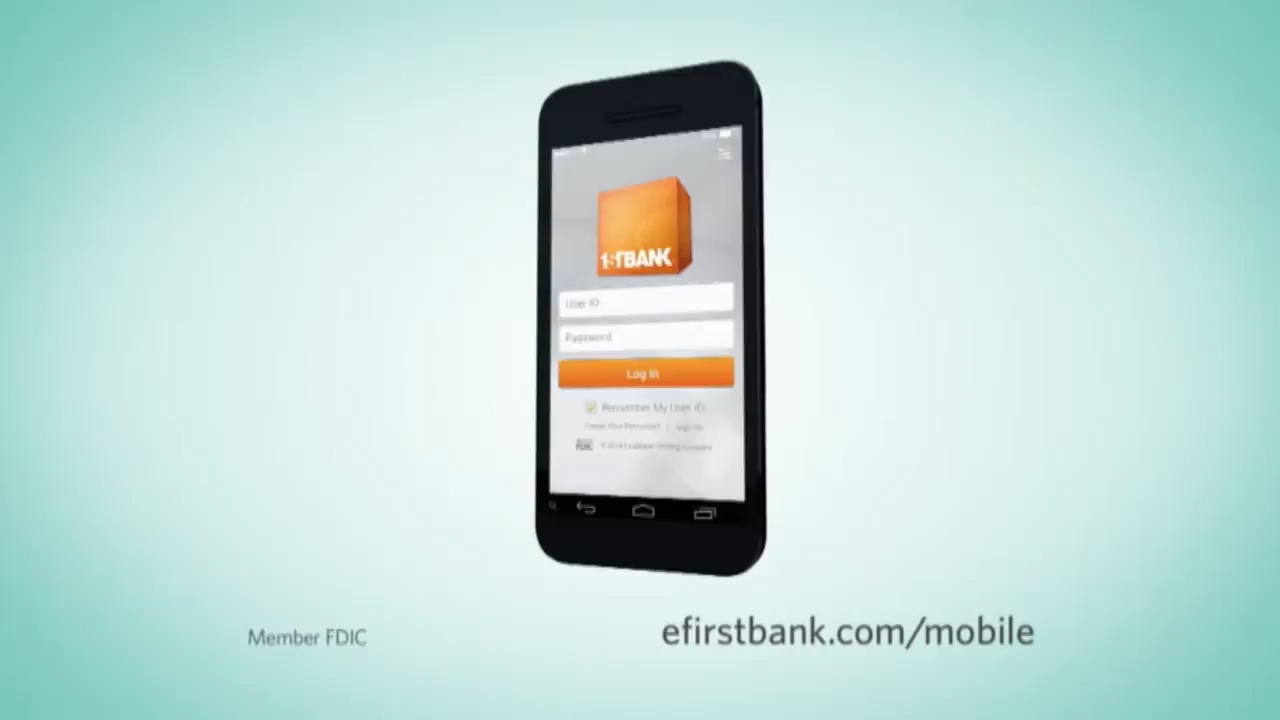 1STBANK
User ID
Password
Log In
Remember My User ID
efirstbank.com/mobile
Member FDIC